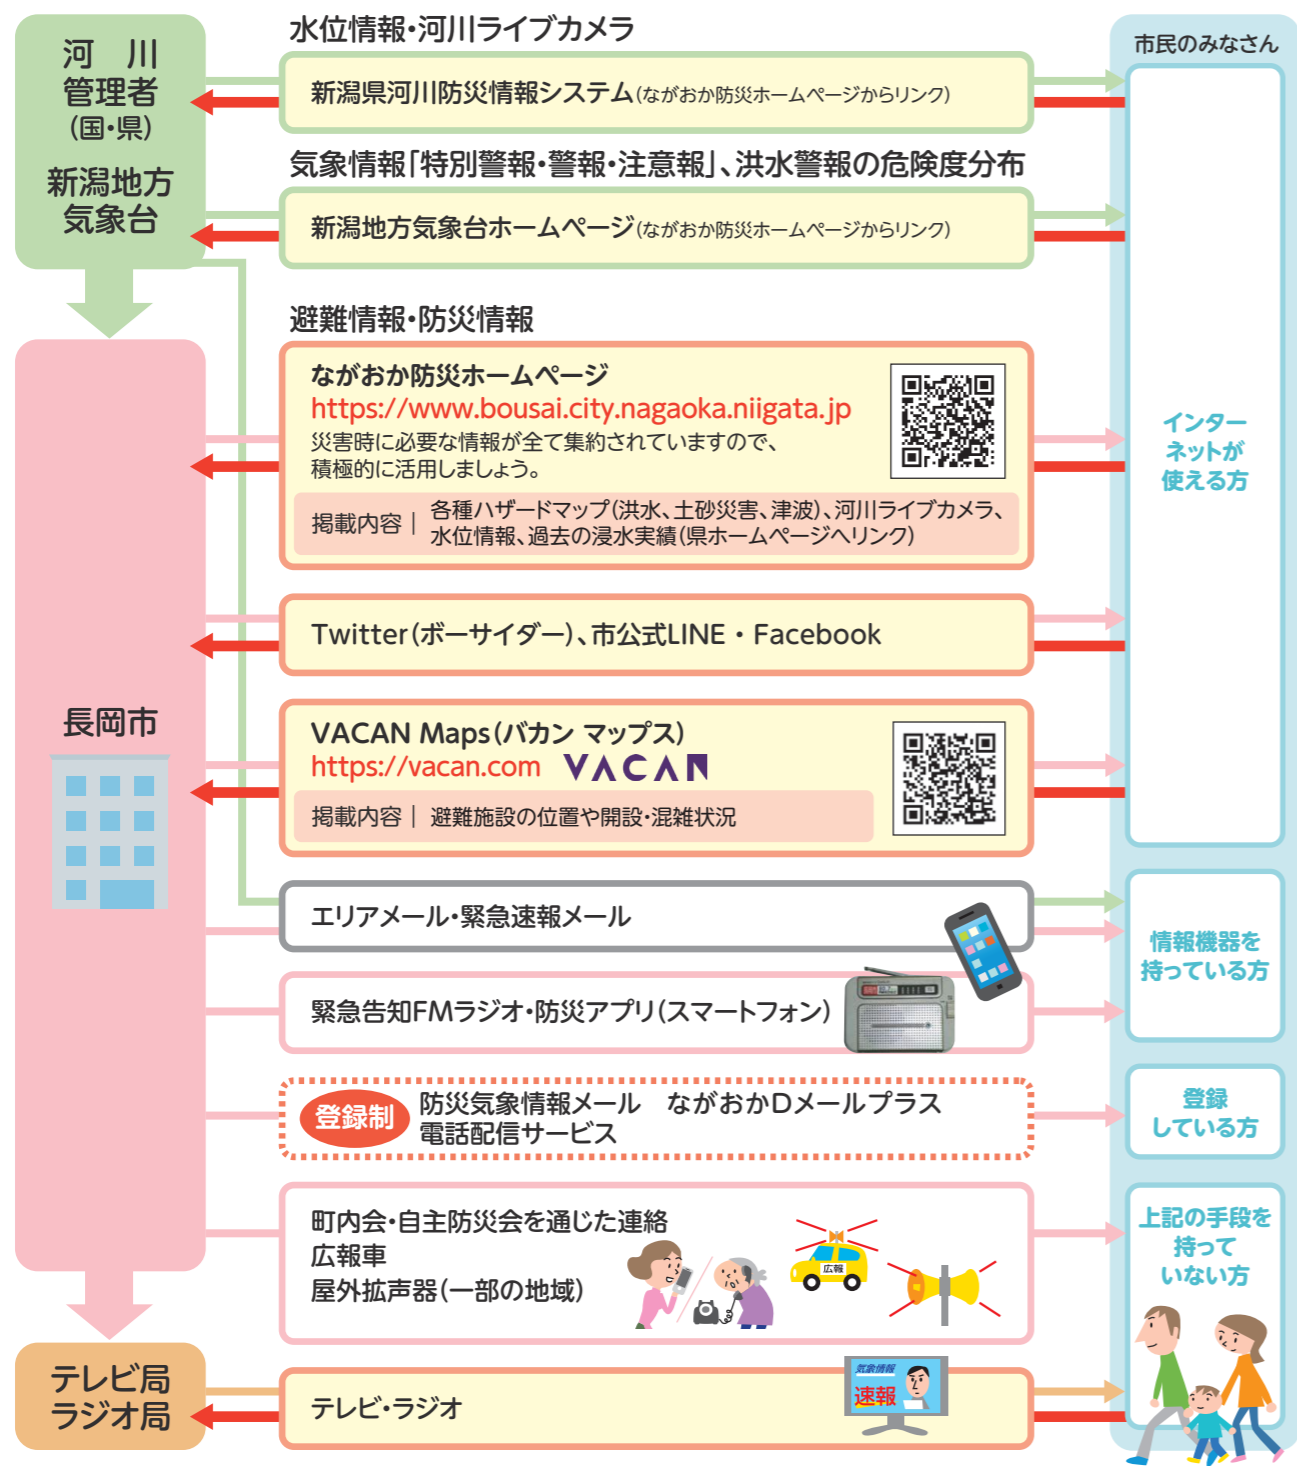 河　川
管理者
(国・県)
新潟地方
気象台
水位情報・河川ライブカメラ
新潟県河川防災情報システム(ながおか防災ホームページからリンク)
気象情報「特別警報・警報・注意報」、洪水警報の危険度分布
新潟地方気象台ホームページ(ながおか防災ホームページからリンク)
市民のみなさん
避難情報・防災情報
ながおか防災ホームページ
https://www.bousai.city.nagaoka.niigata.jp
災害時に必要な情報が全て集約されていますので、
積極的に活用しましょう。
掲載内容｜各種ハザードマップ(洪水、土砂災害、津波)、河川ライブカメラ、
水位情報、過去の浸水実績(県ホームページへリンク)
インター
ネットが
使える方
Twitter(ボーサイダー)、市公式LINE・Facebook
長岡市
VACAN Maps(バカン マップス)
https://vacan.com VACAN
掲載内容｜避難施設の位置や開設・混雑状況
エリアメール・緊急速報メール
緊急告知FMラジオ・防災アプリ(スマートフォン)
情報機器を
持っている方
登録制
防災気象情報メール　ながおかDメールプラス
電話配信サービス
登録
している方
町内会・自主防災会を通じた連絡
広報車
屋外拡声器(一部の地域)
広報
上記の手段を
持って
いない方
テレビ局
ラジオ局
テレビ・ラジオ
気象情報
速報